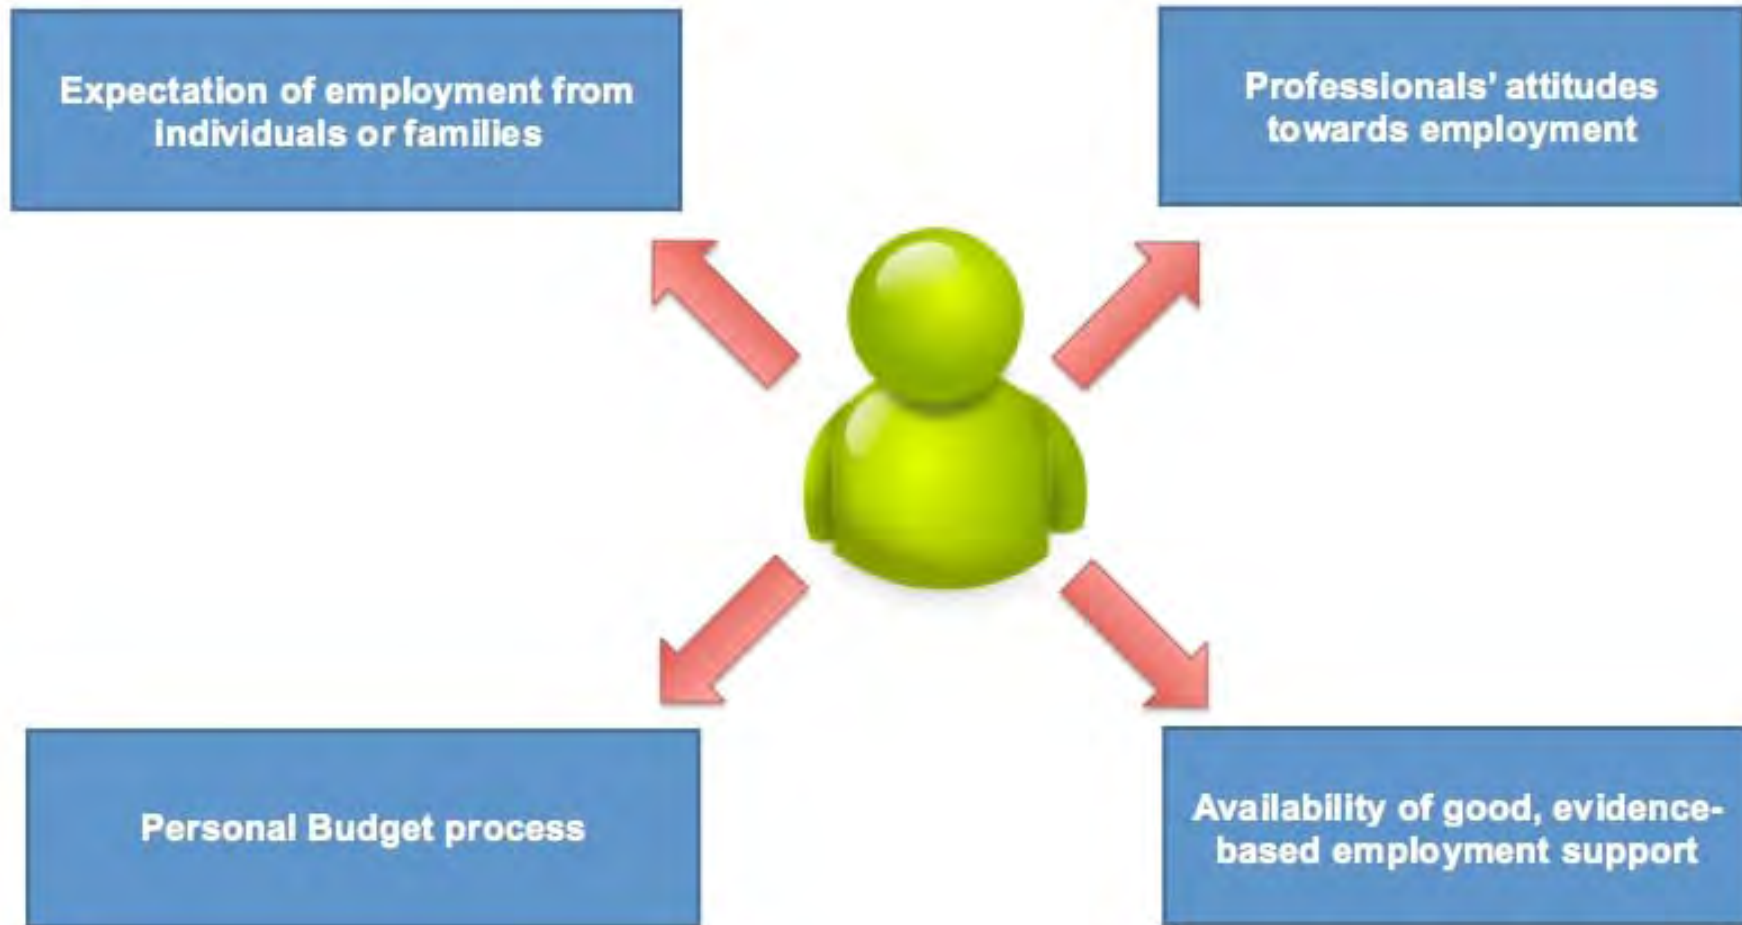 Expectation of employment from
individuals or families
Professionals' attitudes
towards employment
Personal Budget process
Availability of good, evidence-
based employment support